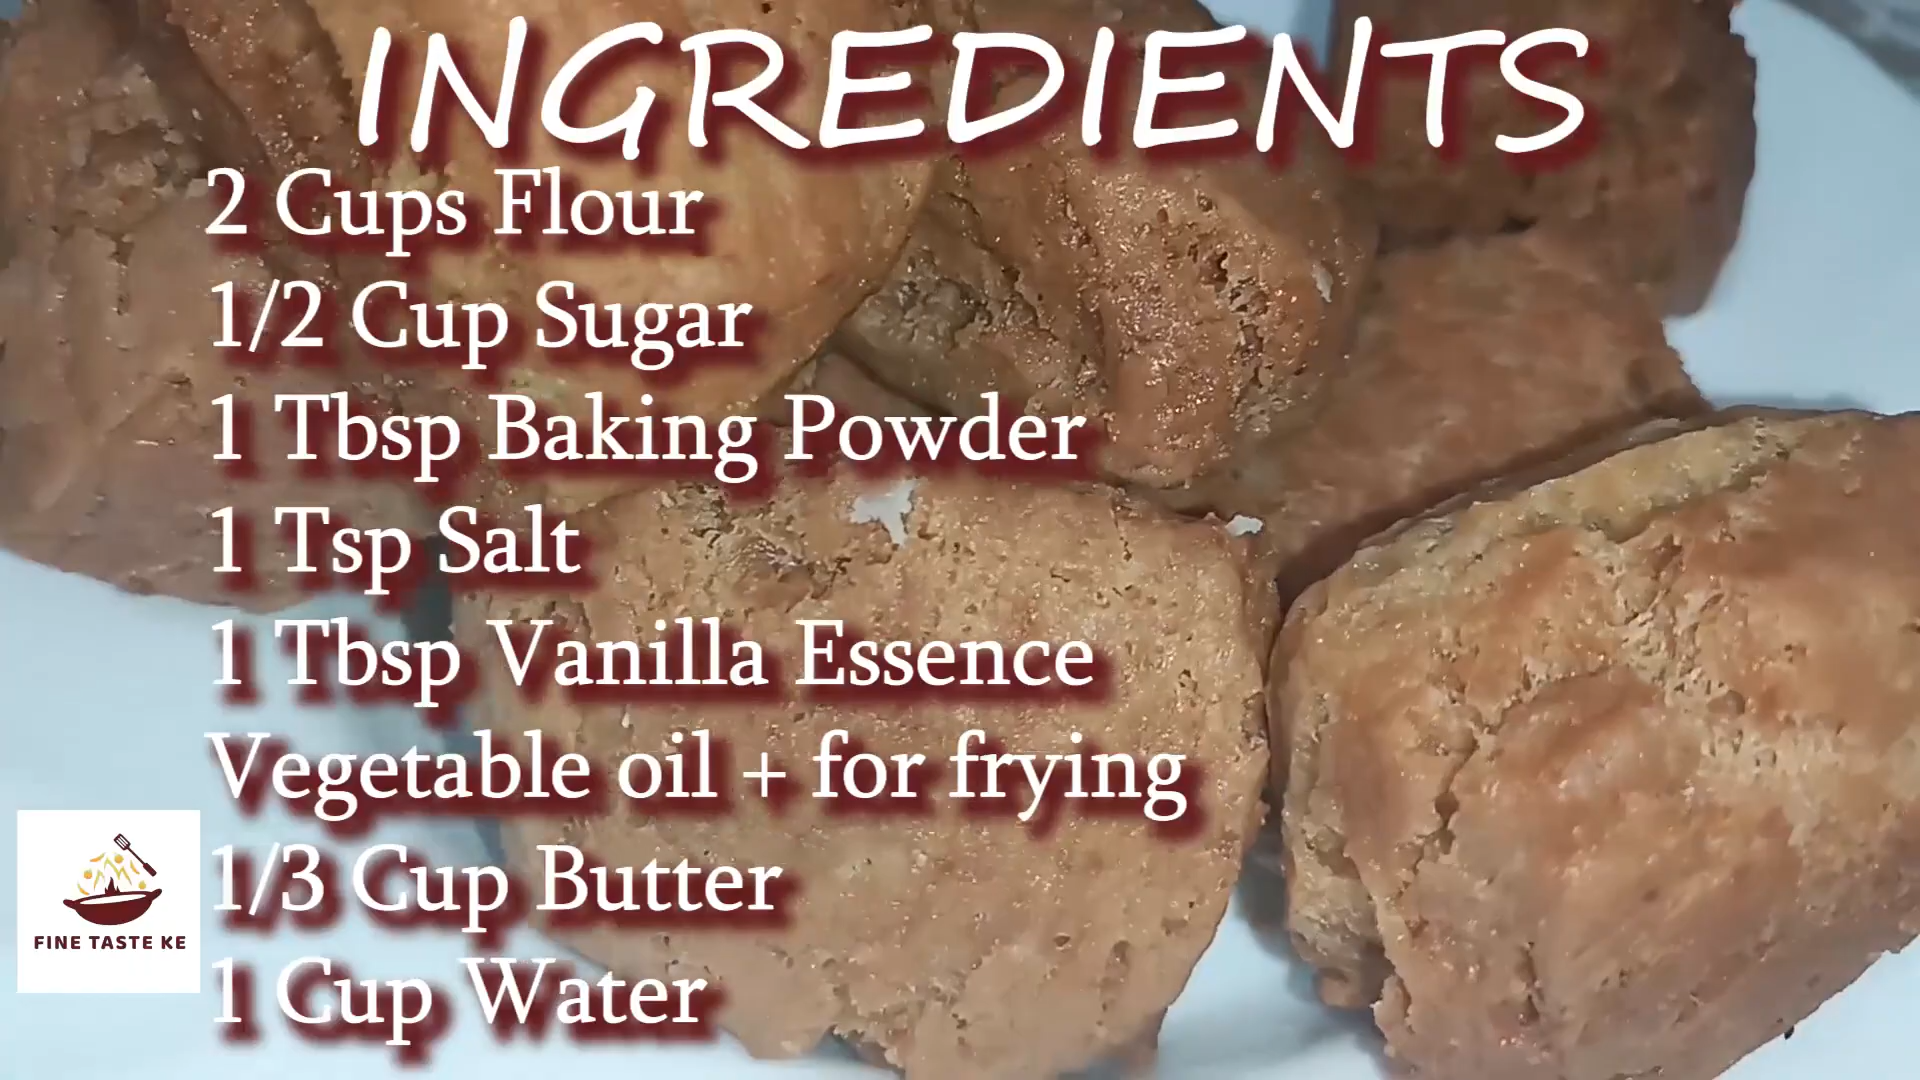 INGREDIENTS
2 Cups Flour
1/2 Cup Sugar
1 Tbsp Baking Powder
1 Tsp Salt
1 Tbsp Vanilla Essence
Vegetable oil + for frying
1/3 Cup Butter
1 Cup Water
FINE TASTE KE